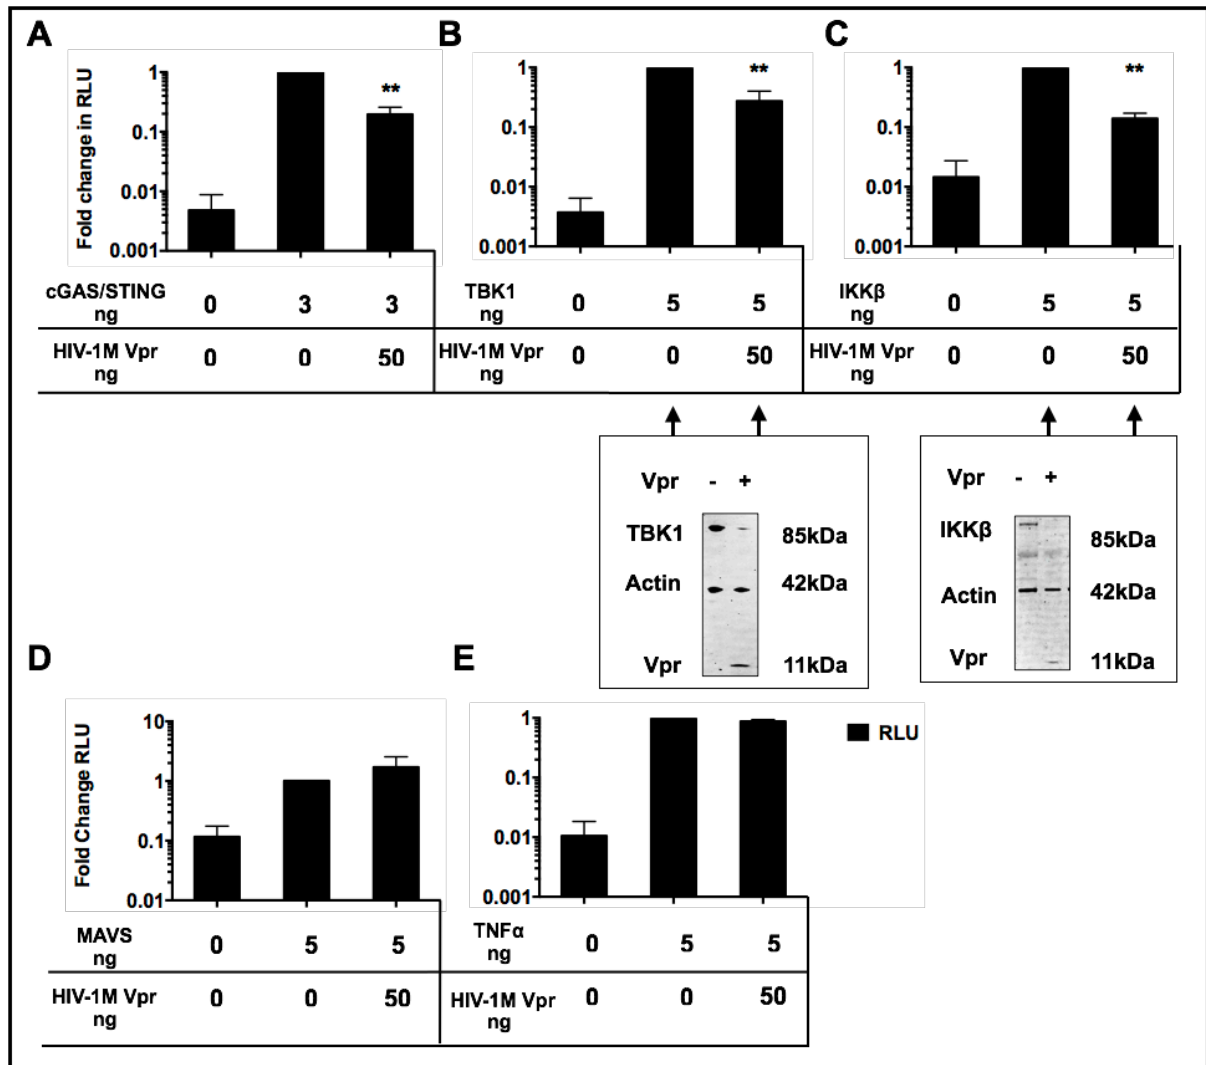 A
B
C
Fold change in RLU
1
0.1
0.01
0.001
**
1
0.1
0.01
0.001
**
1
0.1
0.01
0.001
**
cGAS/STING
ng
0
3
3
TBK1
ng
0
5
5
IKKβ
ng
0
5
5
HIV-1M Vpr
ng
0
0
50
HIV-1M Vpr
ng
0
0
50
HIV-1M Vpr
ng
0
0
50
Vpr - +
TBK1 85kDa
Actin 42kDa
Vpr 11kDa
Vpr - +
IKKβ 85kDa
Actin 42kDa
Vpr 11kDa
D
E
Fold Change RLU
10
1
0.1
0.01
1
0.1
0.01
0.001
RLU
MAVS
ng
0
5
5
TNFα
ng
0
5
5
HIV-1M Vpr
ng
0
0
50
HIV-1M Vpr
ng
0
0
50